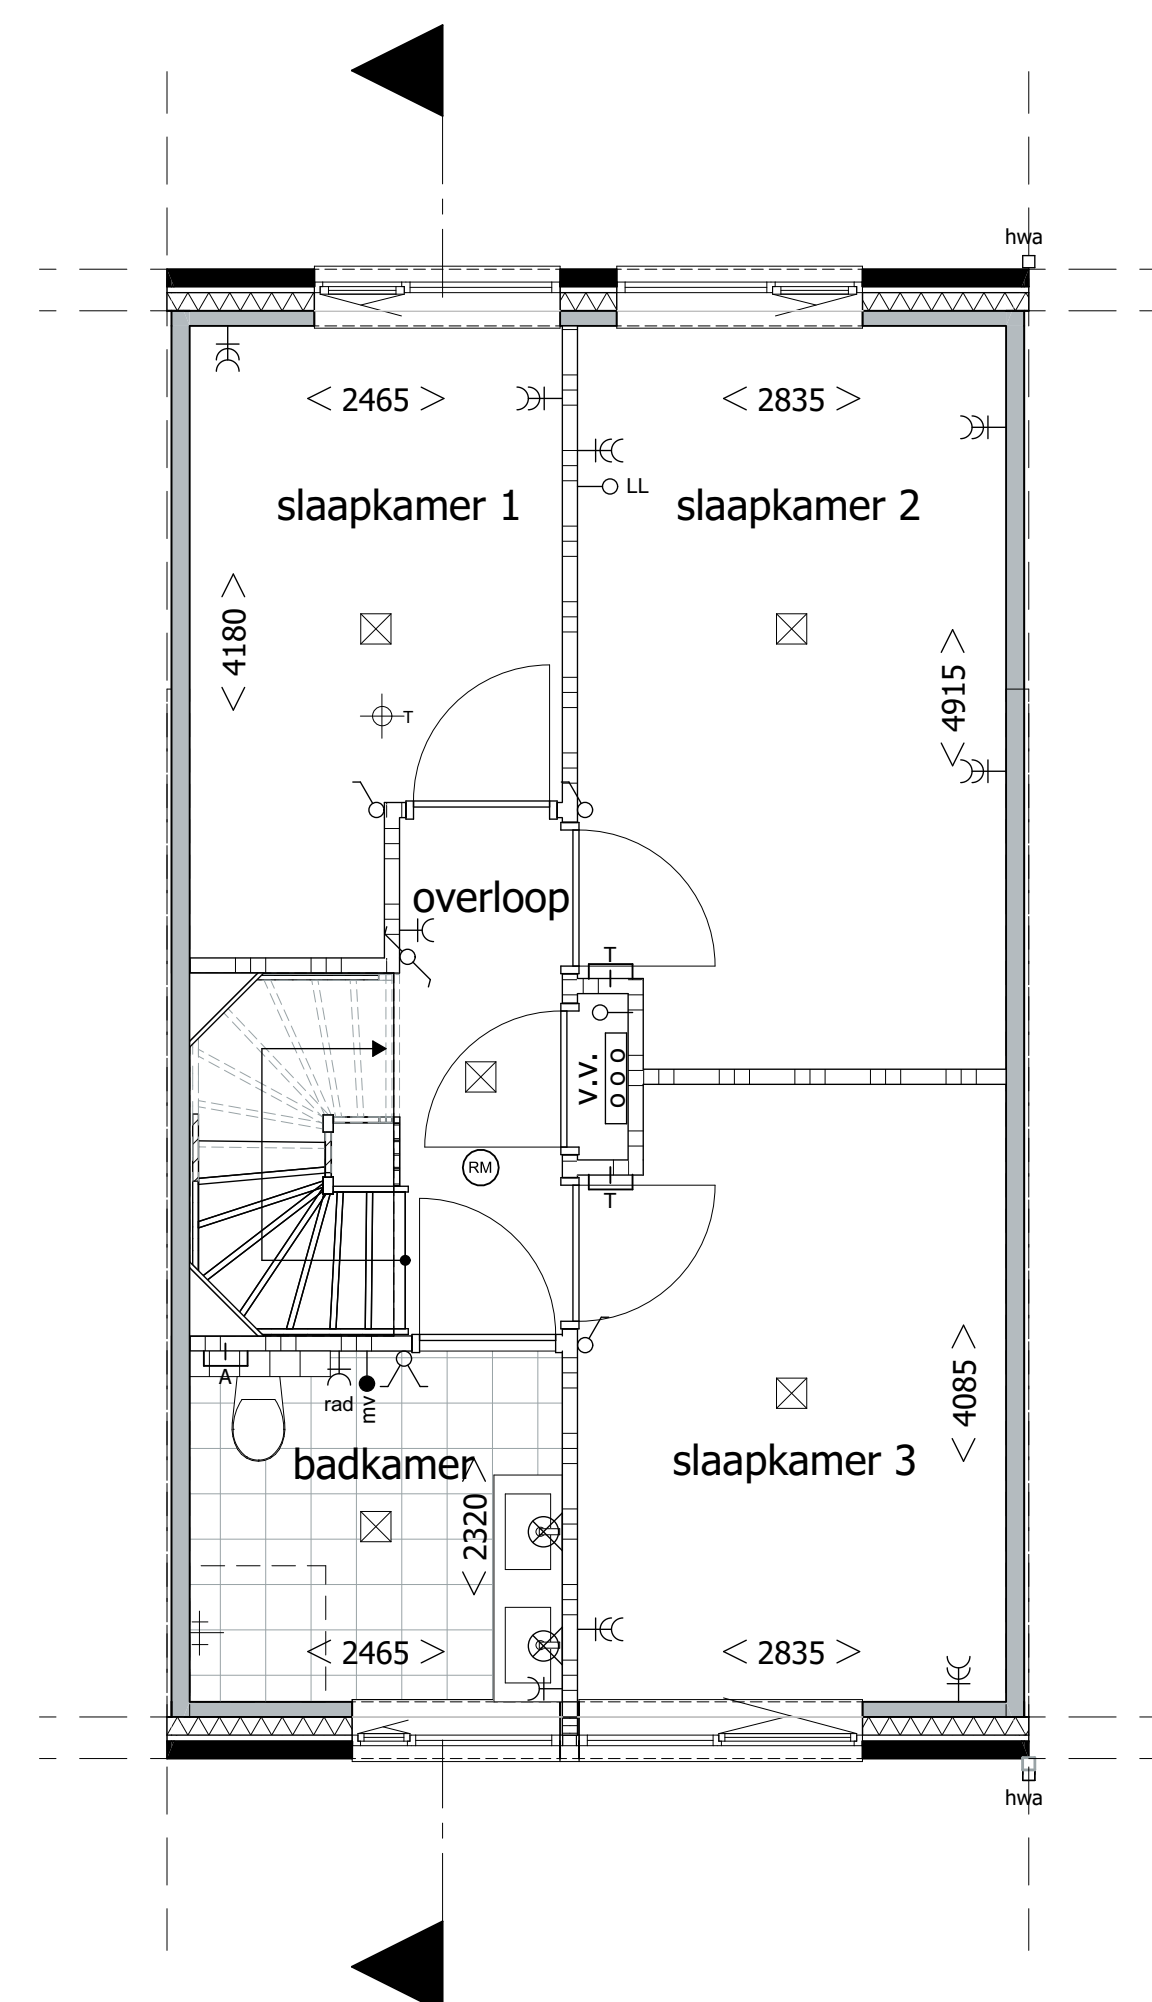 hwa
< 2465 >
< 2835 >
LL
slaapkamer 1
slaapkamer 2
< 4180 >
< 4915 >
T
overloop
T
v.v.
RM
T
A
rad
mv
< 4085 >
badkamer
slaapkamer 3
< 2320 >
< 2465 >
< 2835 >
hwa